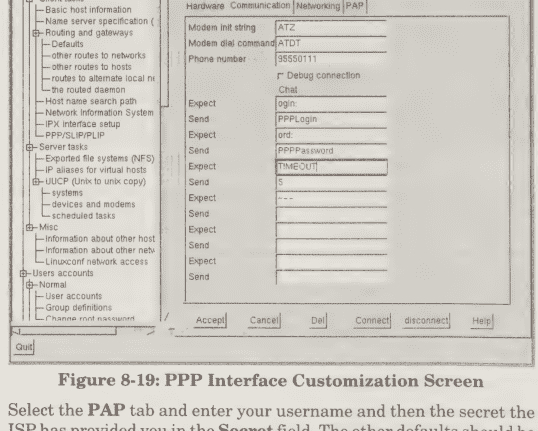 Basic host information
Name server specification (
Routing and gateways
Defaults
other routes to networks
other routes to hosts
routes to alternate local ne
the routed daemon
Host name search path
Network Information System
IPX interface setup
PPP/SLIP/PLIP
Server tasks
Exported file systems (NFS)
IP aliases for virtual hosts
UUCP (Unix to unix copy)
systems
devices and modems
scheduled tasks
Misc
Information about other host
Information about other netw
Linuxconf network access
Users accounts
Normal
User accounts
Group definitions
Change root password
Quit
Hardware Communication Networking PAP
Modem init string ATZ
Modem dial command ATDT
Phone number 95550111
Debug connection
Chat
Expect ogin:
Send PPPLogin
Expect ord:
Send PPPPassword
Expect TIMEOUT
Send 5
Expect ~--
Send
Expect
Send
Expect
Send
Accept Cancel Del Connect disconnect Help
Figure 8-19: PPP Interface Customization Screen
Select the PAP tab and enter your username and then the secret the
ISP has provided you in the Secret field. The other defaults should be